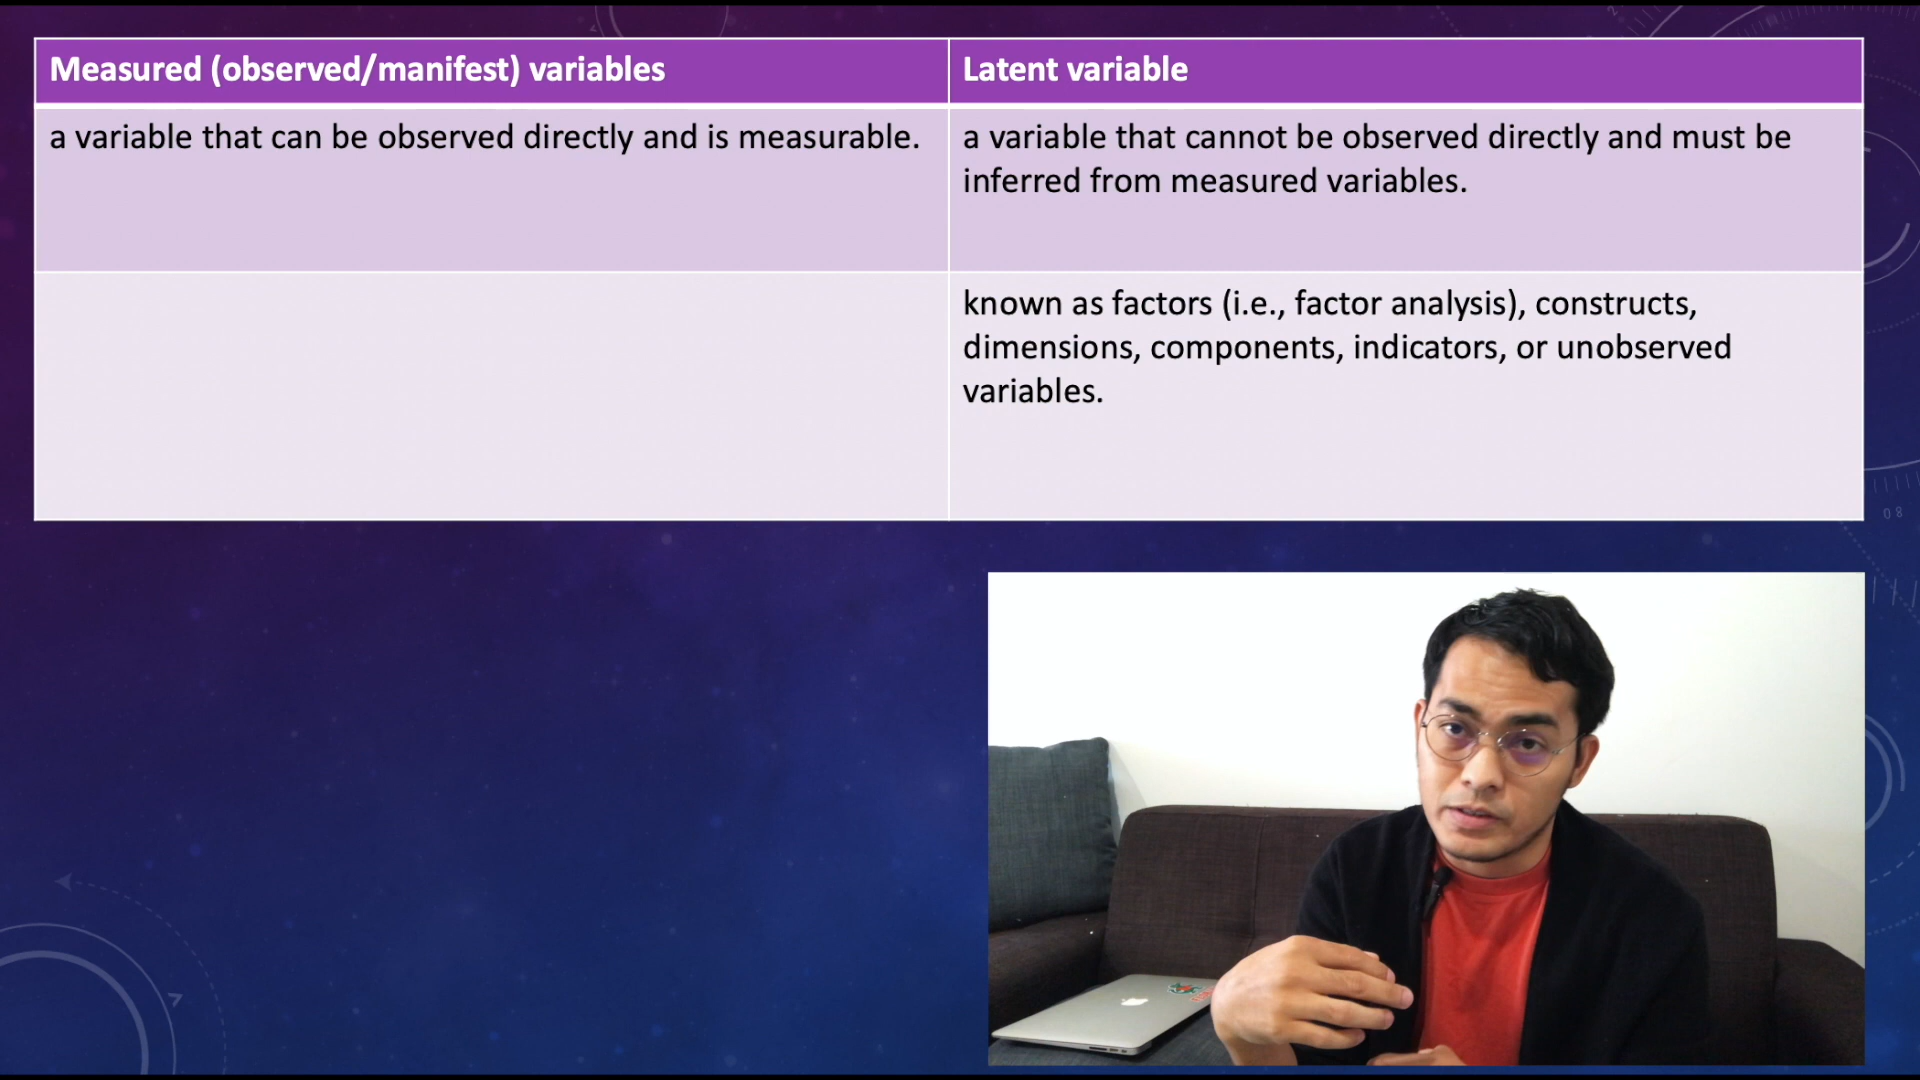 Measured (observed/manifest) variables
Latent variable
a variable that can be observed directly and is measurable.
a variable that cannot be observed directly and must be
inferred from measured variables.
known as factors (i.e., factor analysis), constructs,
dimensions, components, indicators, or unobserved
variables.